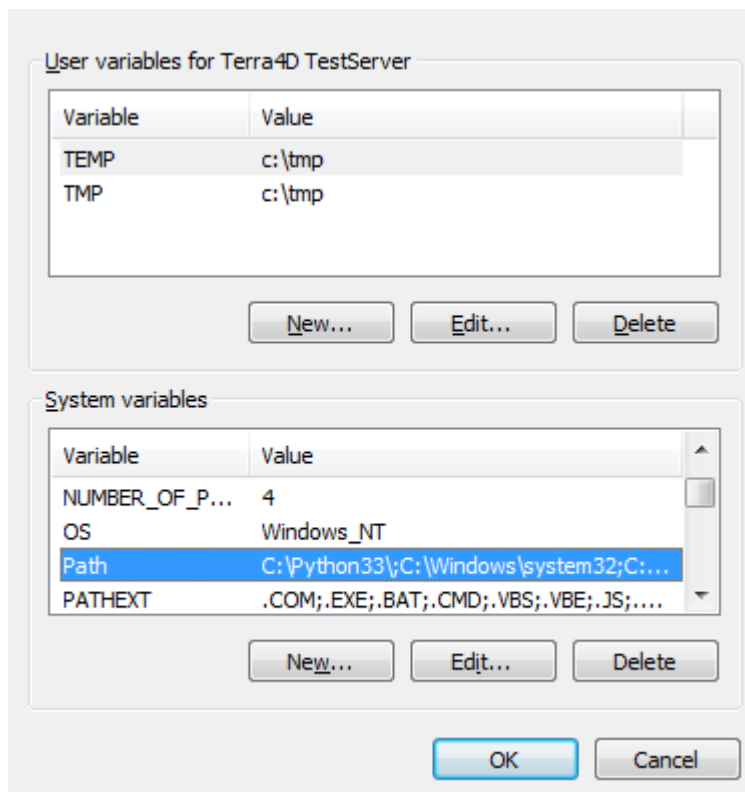 User variables for Terra4D TestServer
Variable Value
TEMP c:\tmp
TMP c:\tmp
New... Edit... Delete
System variables
Variable Value
NUMBER_OF_P... 4
OS Windows_NT
Path C:\Python33\;C:\Windows\system32;C:...
PATHEXT .COM;.EXE;.BAT;.CMD;.VBS;.VBE;.JS;....
New... Edit... Delete
OK Cancel